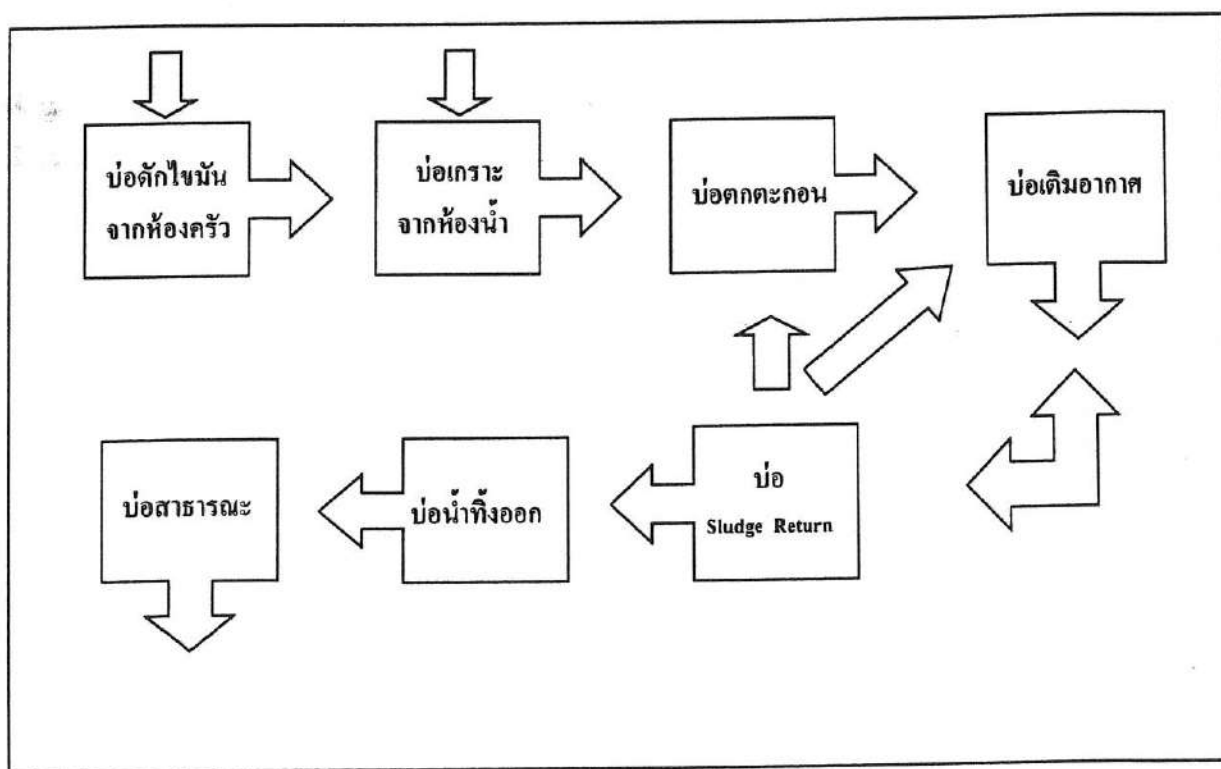 บ่อดักไขมัน
จากห้องครัว
บ่อเกราะ
จากห้องน้ำ
บ่อตกตะกอน
บ่อเติมอากาศ
บ่อสาธารณะ
บ่อน้ำทิ้งออก
บ่อ
Sludge Return